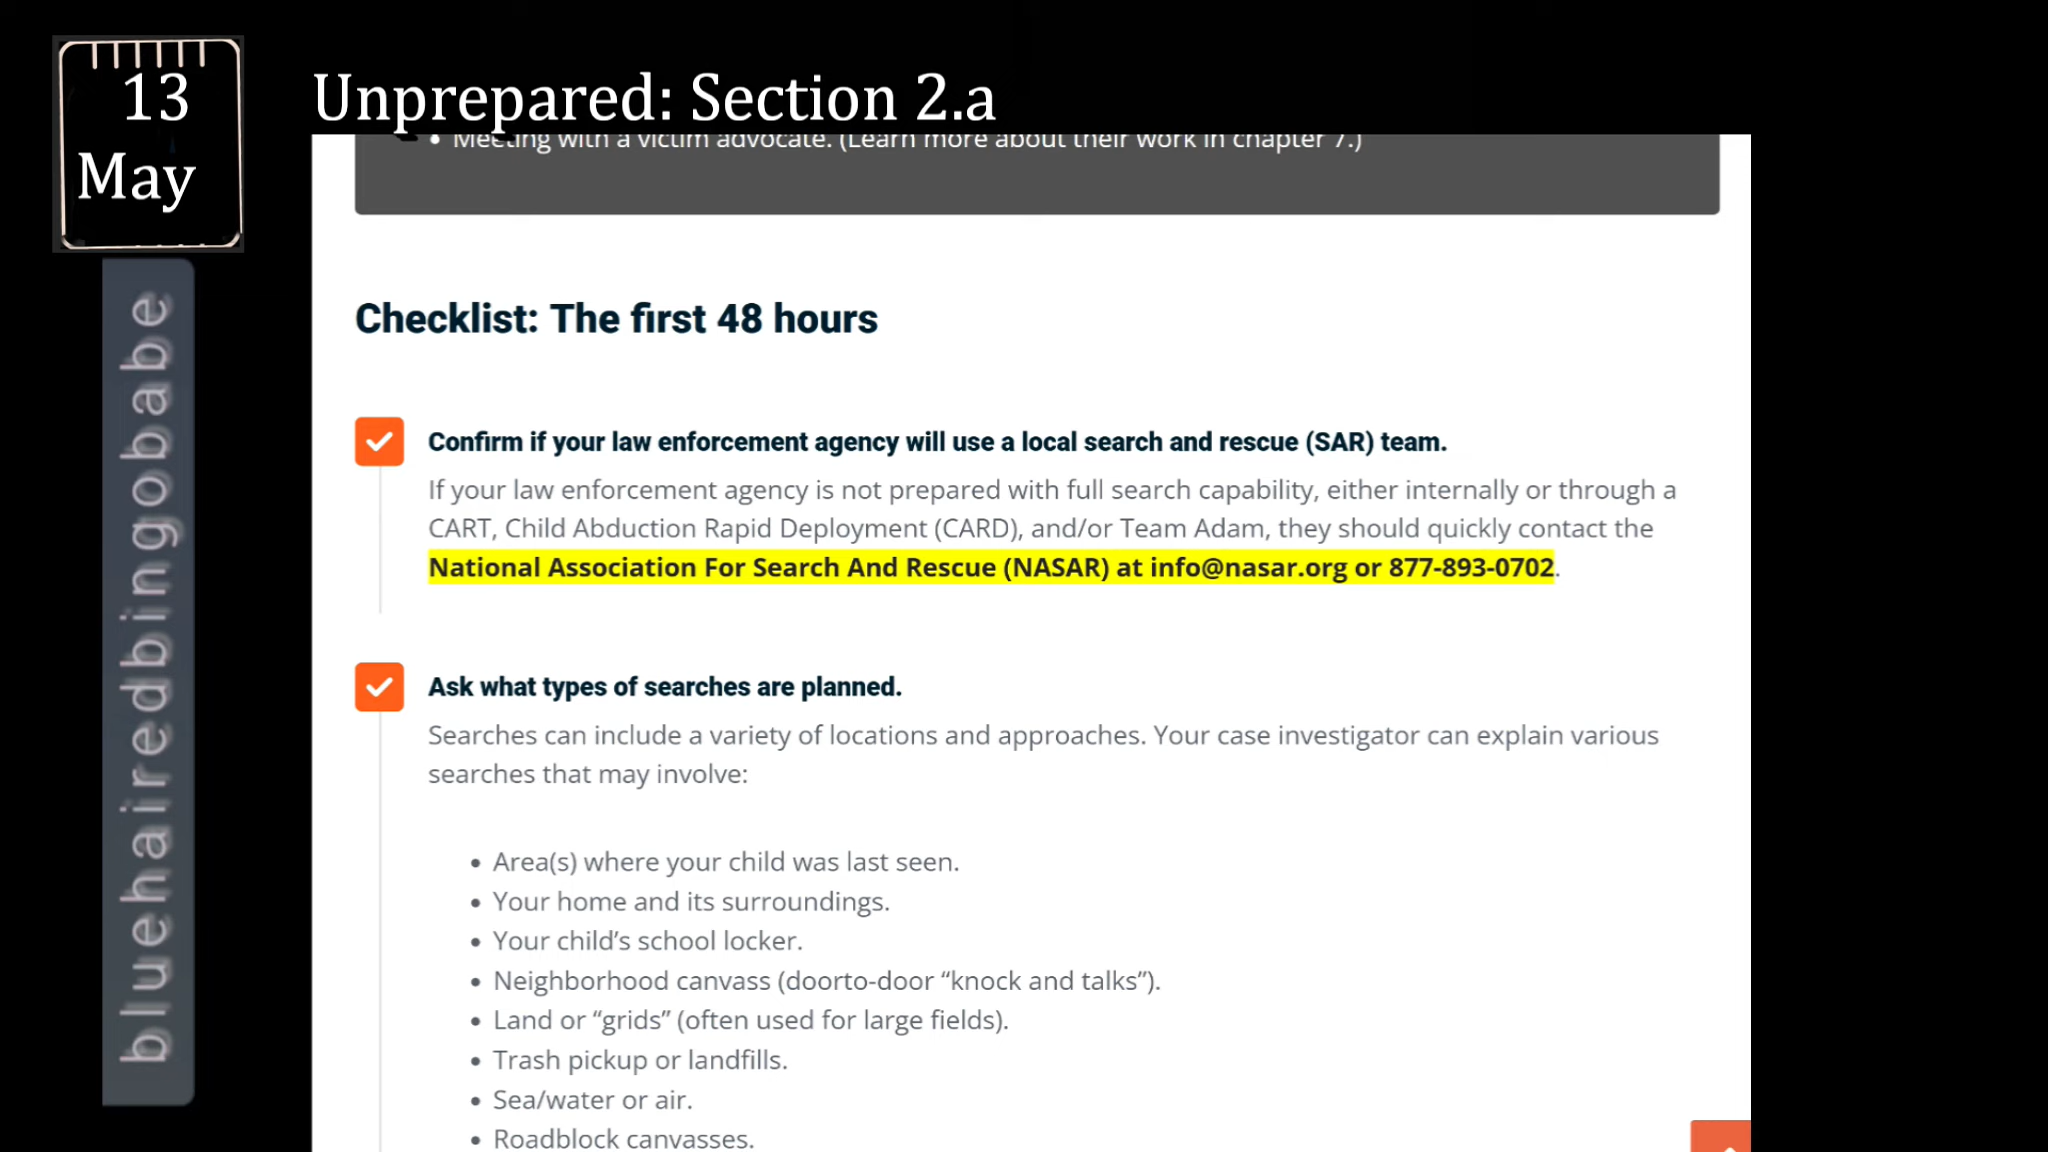 13
May
Unprepared: Section 2.a
bluehairedbingobabe
• Meeting with a victim advocate. (Learn more about their work in chapter 7.)
Checklist: The first 48 hours
Confirm if your law enforcement agency will use a local search and rescue (SAR) team.
If your law enforcement agency is not prepared with full search capability, either internally or through a
CART, Child Abduction Rapid Deployment (CARD), and/or Team Adam, they should quickly contact the
National Association For Search And Rescue (NASAR) at info@nasar.org or 877-893-0702.
Ask what types of searches are planned.
Searches can include a variety of locations and approaches. Your case investigator can explain various
searches that may involve:
• Area(s) where your child was last seen.
• Your home and its surroundings.
• Your child’s school locker.
• Neighborhood canvass (doorto-door “knock and talks”).
• Land or “grids” (often used for large fields).
• Trash pickup or landfills.
• Sea/water or air.
• Roadblock canvasses.